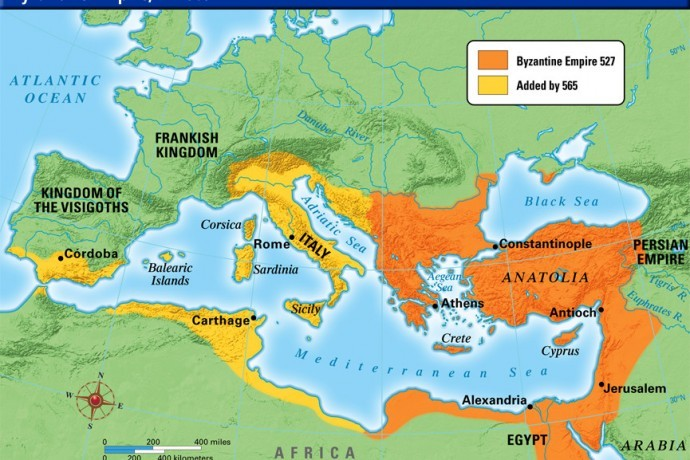 Byzantine Empire 527
Added by 565
50°N
ATLANTIC
OCEAN
Danube River
FRANKISH
KINGDOM
KINGDOM OF
THE VISIGOTHS
Black Sea
Corsica
Adriatic Sea
Rome
ITALY
Constantinople
PERSIAN
EMPIRE
Córdoba
Balearic
Islands
Sardinia
Aegean
Sea
ANATOLIA
Tigris R.
Euphrates R.
Sicily
Athens
Antioch
Carthage
Crete
Cyprus
Mediterranean Sea
N
W
E
S
Jerusalem
Alexandria
30°N
EGYPT
ARABIA
AFRICA
0 200 400 miles
0 200 400 kilometers